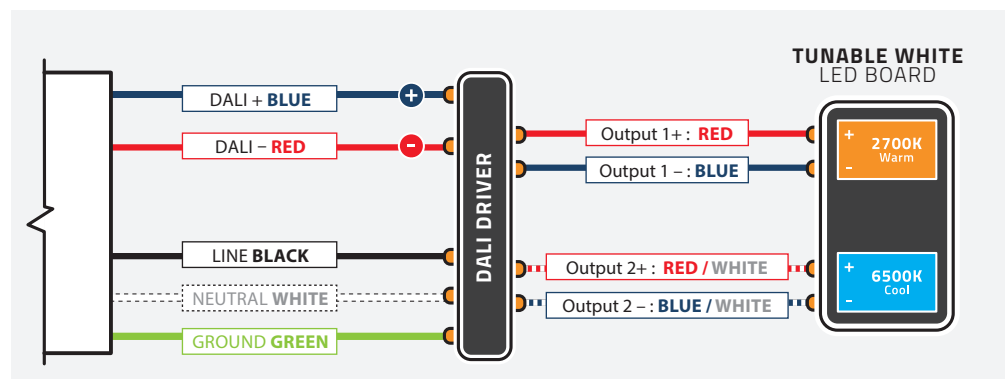 TUNABLE WHITE
LED BOARD
DALI + BLUE
+
DALI – RED
-
LINE BLACK
NEUTRAL WHITE
GROUND GREEN
DALI DRIVER
Output 1+ : RED
Output 1 – : BLUE
Output 2+ : RED / WHITE
Output 2 – : BLUE / WHITE
+
2700K
Warm
-
+
6500K
Cool
-